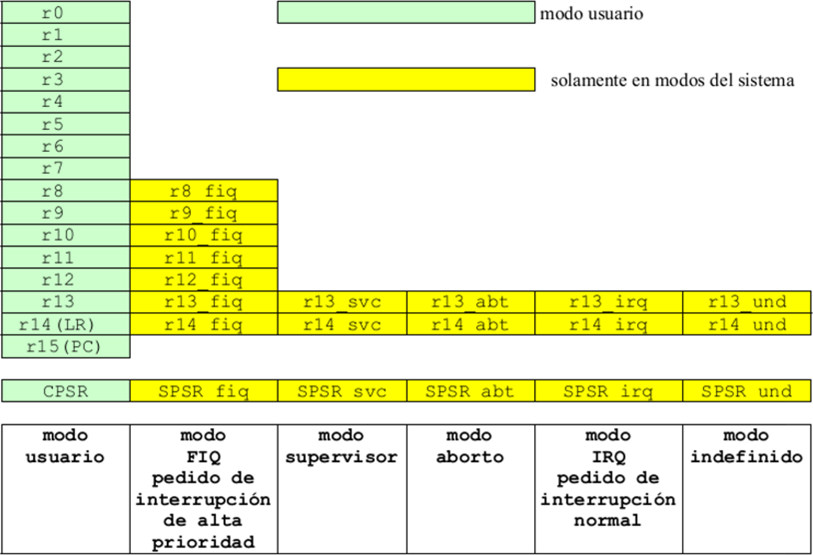 r0 modo usuario
r1
r2
r3 solamente en modos del sistema
r4
r5
r6
r7
r8 r8_fiq
r9 r9_fiq
r10 r10_fiq
r11 r11_fiq
r12 r12_fiq
r13 r13_fiq r13_svc r13_abt r13_irq r13_und
r14(LR) r14_fiq r14_svc r14_abt r14_irq r14_und
r15(PC)
CPSR SPSR_fiq SPSR_svc SPSR_abt SPSR_irq SPSR_und
modo
usuario
modo
FIQ
pedido de
interrupción
de alta
prioridad
modo
supervisor
modo
aborto
modo
IRQ
pedido de
interrupción
normal
modo
indefinido